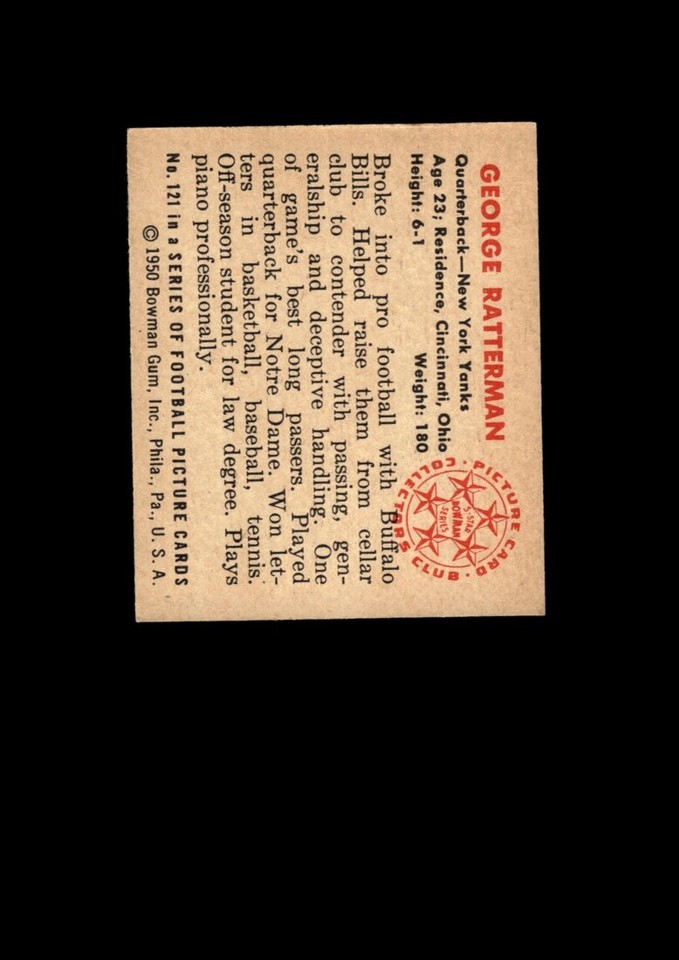 GEORGE RATTERMAN
Quarterback—New York Yanks
Age 23; Residence, Cincinnati, Ohio
Height: 6-1 Weight: 180
PICTURE CARD COLLECTORS CLUB
5-STAR
BOWMAN
SERIES
Broke into pro football with Buffalo
Bills. Helped raise them from cellar
club to contender with passing, gen-
eralship and deceptive handling. One
of game's best long passers. Played
quarterback for Notre Dame. Won let-
ters in basketball, baseball, tennis.
Off-season student for law degree. Plays
piano professionally.
No. 121 in a SERIES OF FOOTBALL PICTURE CARDS
© 1950 Bowman Gum, Inc., Phila., Pa., U. S. A.